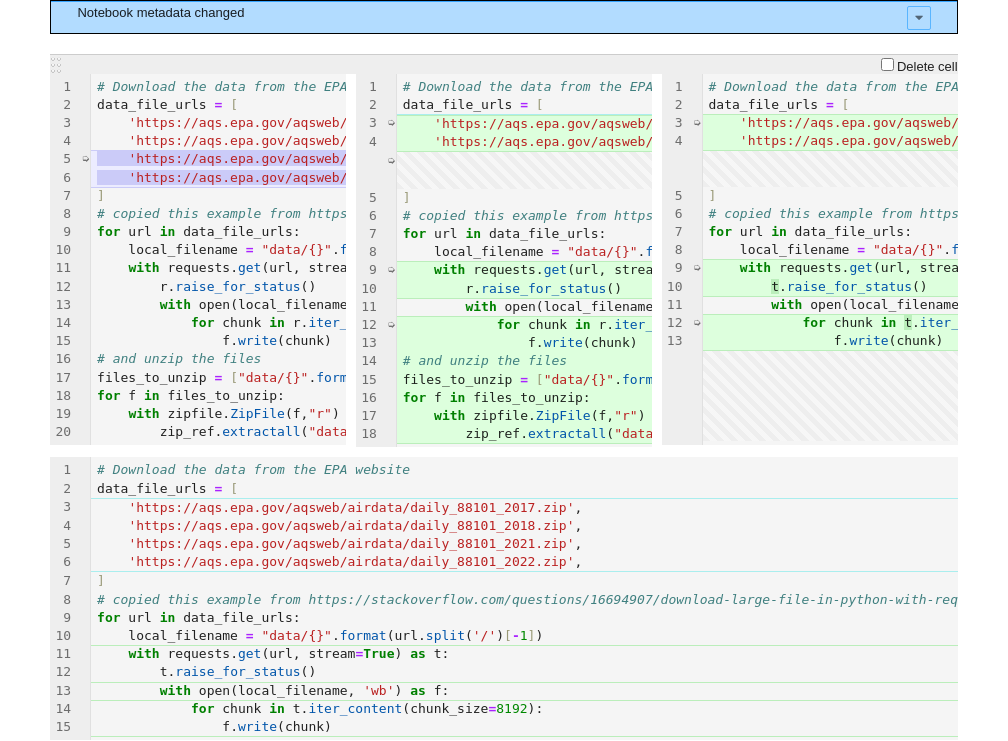 Notebook metadata changed
Delete cell
1 # Download the data from the EPA
2 data_file_urls = [
3 'https://aqs.epa.gov/aqsweb/
4 'https://aqs.epa.gov/aqsweb/
5 'https://aqs.epa.gov/aqsweb/
6 'https://aqs.epa.gov/aqsweb/
7 ]
8 # copied this example from https
9 for url in data_file_urls:
10 local_filename = "data/{}".f
11 with requests.get(url, strea
12 r.raise_for_status()
13 with open(local_filename
14 for chunk in r.iter_
15 f.write(chunk)
16 # and unzip the files
17 files_to_unzip = ["data/{}".form
18 for f in files_to_unzip:
19 with zipfile.ZipFile(f,"r")
20 zip_ref.extractall("data
1 # Download the data from the EPA
2 data_file_urls = [
3 'https://aqs.epa.gov/aqsweb/
4 'https://aqs.epa.gov/aqsweb/
5 ]
6 # copied this example from https
7 for url in data_file_urls:
8 local_filename = "data/{}".f
9 with requests.get(url, strea
10 r.raise_for_status()
11 with open(local_filename
12 for chunk in r.iter_
13 f.write(chunk)
14 # and unzip the files
15 files_to_unzip = ["data/{}".form
16 for f in files_to_unzip:
17 with zipfile.ZipFile(f,"r")
18 zip_ref.extractall("data
1 # Download the data from the EPA
2 data_file_urls = [
3 'https://aqs.epa.gov/aqsweb/
4 'https://aqs.epa.gov/aqsweb/
5 ]
6 # copied this example from https
7 for url in data_file_urls:
8 local_filename = "data/{}".f
9 with requests.get(url, strea
10 t.raise_for_status()
11 with open(local_filename
12 for chunk in t.iter_
13 f.write(chunk)
1 # Download the data from the EPA website
2 data_file_urls = [
3 'https://aqs.epa.gov/aqsweb/airdata/daily_88101_2017.zip',
4 'https://aqs.epa.gov/aqsweb/airdata/daily_88101_2018.zip',
5 'https://aqs.epa.gov/aqsweb/airdata/daily_88101_2021.zip',
6 'https://aqs.epa.gov/aqsweb/airdata/daily_88101_2022.zip',
7 ]
8 # copied this example from https://stackoverflow.com/questions/16694907/download-large-file-in-python-with-req
9 for url in data_file_urls:
10 local_filename = "data/{}".format(url.split('/')[-1])
11 with requests.get(url, stream=True) as t:
12 t.raise_for_status()
13 with open(local_filename, 'wb') as f:
14 for chunk in t.iter_content(chunk_size=8192):
15 f.write(chunk)